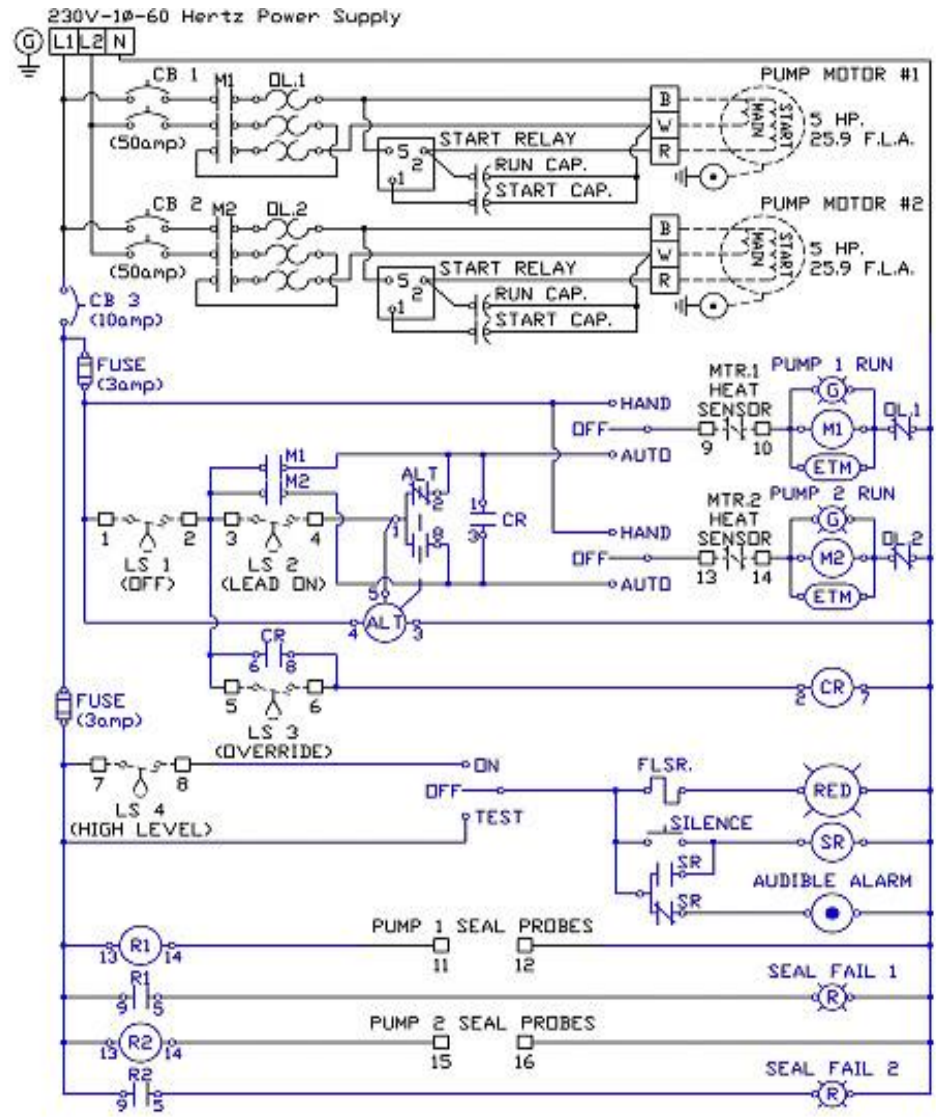 230V-1Ø-60 Hertz Power Supply
G L1 L2 N
CB 1 M1 OL.1 PUMP MOTOR #1
(50amp)
B
W
R
MAIN START
5 HP.
25.9 F.L.A.
5 2 1
START RELAY
RUN CAP.
START CAP.
CB 2 M2 OL.2 PUMP MOTOR #2
(50amp)
B
W
R
MAIN START
5 HP.
25.9 F.L.A.
5 2 1
START RELAY
RUN CAP.
START CAP.
CB 3
(10amp)
FUSE
(3amp)
HAND
OFF
AUTO
MTR.1
HEAT
SENSOR
9 10
PUMP 1 RUN
G
M1
ETM
OL.1
M1
M2
ALT
2
1
8
1
CR
3
HAND
OFF
AUTO
MTR.2
HEAT
SENSOR
13 14
PUMP 2 RUN
G
M2
ETM
OL.2
1 2
LS 1
(OFF)
3 4
LS 2
(LEAD ON)
5
4 ALT 3
CR
6 8
5 6
LS 3
(OVERRIDE)
2 CR 7
FUSE
(3amp)
7 8
LS 4
(HIGH LEVEL)
ON
OFF
TEST
FLSR.
RED
SILENCE
SR
SR
SR
AUDIBLE ALARM
PUMP 1 SEAL PROBES
13 R1 14
11 12
R1
9 5
SEAL FAIL 1
R
PUMP 2 SEAL PROBES
13 R2 14
15 16
R2
9 5
SEAL FAIL 2
R